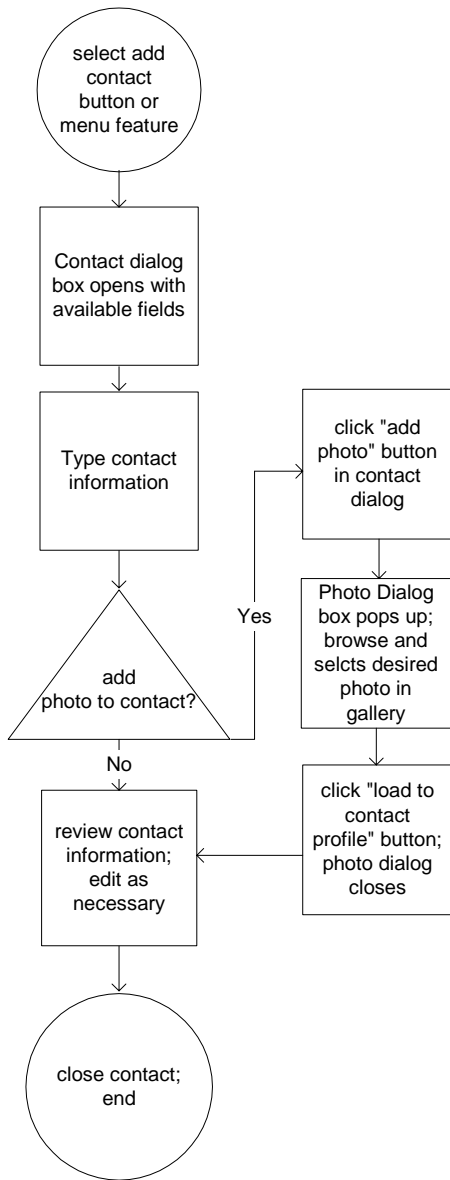 select add
contact
button or
menu feature
Contact dialog
box opens with
available fields
Type contact
information
add
photo to contact?
Yes
click "add
photo" button
in contact
dialog
Photo Dialog
box pops up;
browse and
selcts desired
photo in
gallery
click "load to
contact
profile" button;
photo dialog
closes
No
review contact
information;
edit as
necessary
close contact;
end